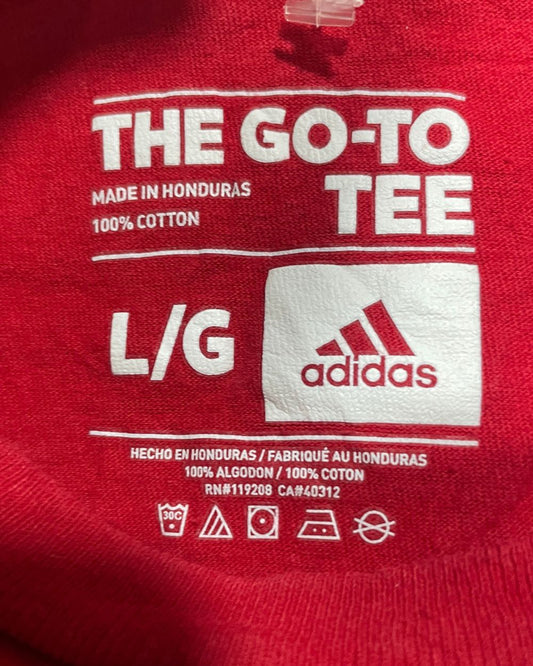 THE GO-TO
TEE
MADE IN HONDURAS
100% COTTON
L/G
adidas
HECHO EN HONDURAS / FABRIQUÉ AU HONDURAS
100% ALGODON / 100% COTON
RN#119208 CA#40312
30C